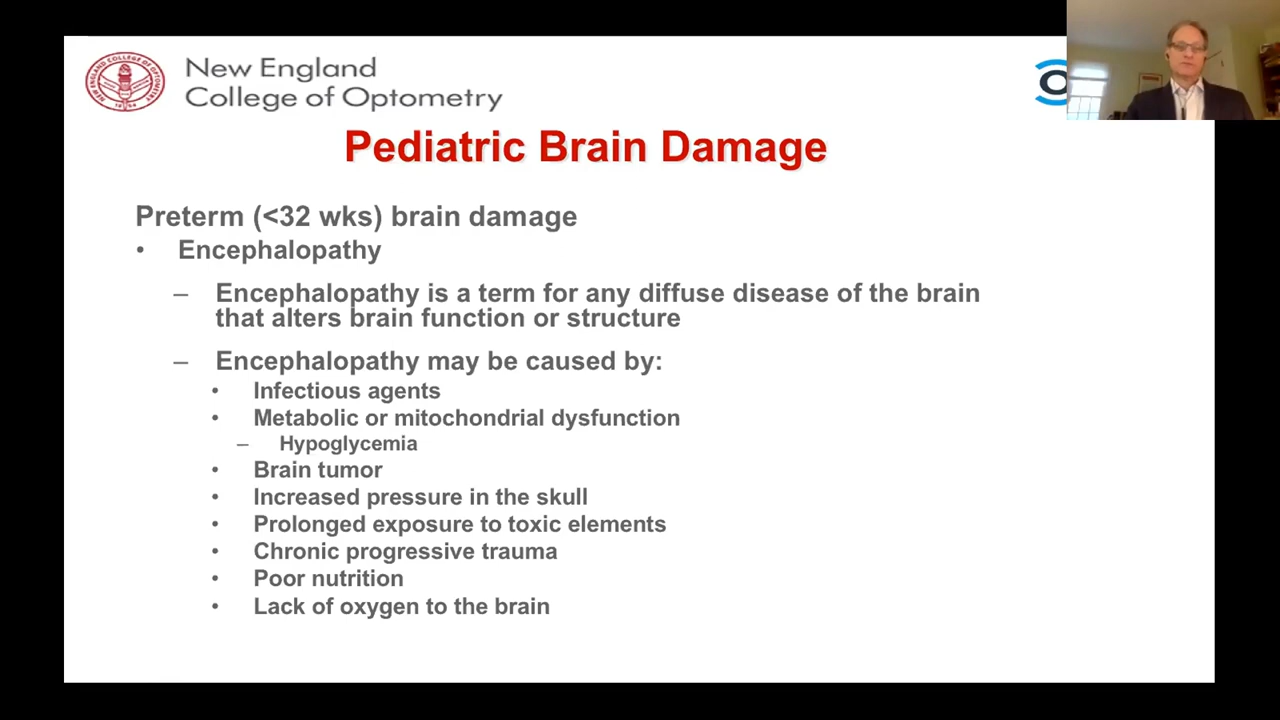 New England
College of Optometry
Pediatric Brain Damage
Preterm (<32 wks) brain damage
• Encephalopathy
– Encephalopathy is a term for any diffuse disease of the brain
that alters brain function or structure
– Encephalopathy may be caused by:
• Infectious agents
• Metabolic or mitochondrial dysfunction
– Hypoglycemia
• Brain tumor
• Increased pressure in the skull
• Prolonged exposure to toxic elements
• Chronic progressive trauma
• Poor nutrition
• Lack of oxygen to the brain